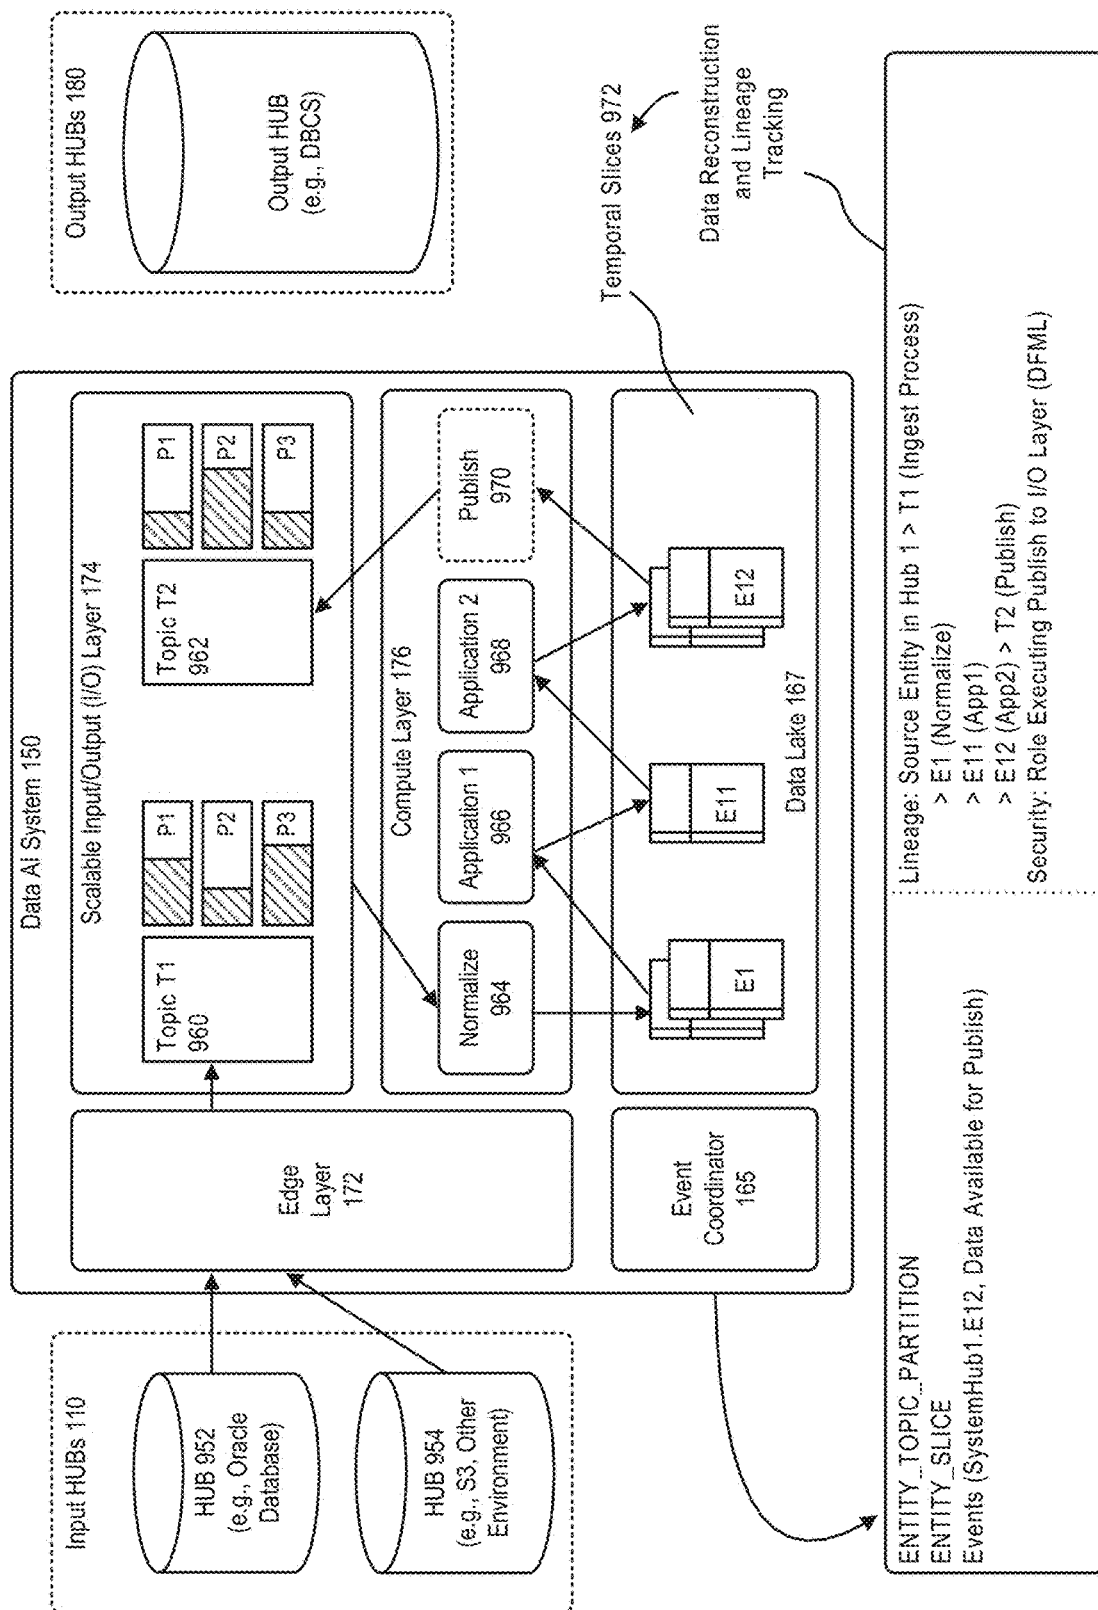 Input HUBs 110
HUB 952
(e.g., Oracle
Database)
HUB 954
(e.g., S3, Other
Environment)
Data AI System 150
Edge
Layer
172
Scalable Input/Output (I/O) Layer 174
Topic T1
960
P1
P2
P3
Topic T2
962
P1
P2
P3
Compute Layer 176
Normalize
964
Application 1
966
Application 2
968
Publish
970
Event
Coordinator
165
E1
E11
E12
Data Lake 167
Output HUBs 180
Output HUB
(e.g., DBCS)
Temporal Slices 972
Data Reconstruction
and Lineage
Tracking
ENTITY_TOPIC_PARTITION
ENTITY_SLICE
Events (SystemHub1.E12, Data Available for Publish)
Lineage: Source Entity in Hub 1 > T1 (Ingest Process)
> E1 (Normalize)
> E11 (App1)
> E12 (App2) > T2 (Publish)
Security: Role Executing Publish to I/O Layer (DFML)